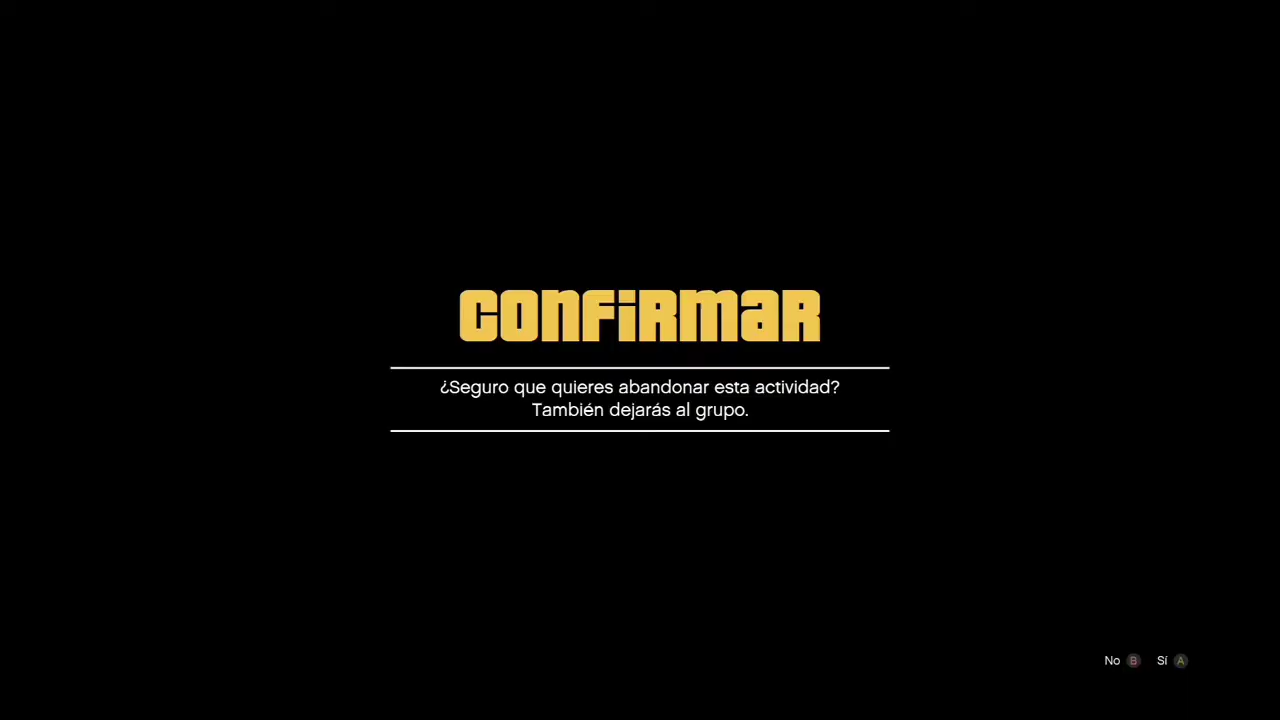 CONFIRMAR
¿Seguro que quieres abandonar esta actividad?
También dejarás al grupo.
No B Sí A